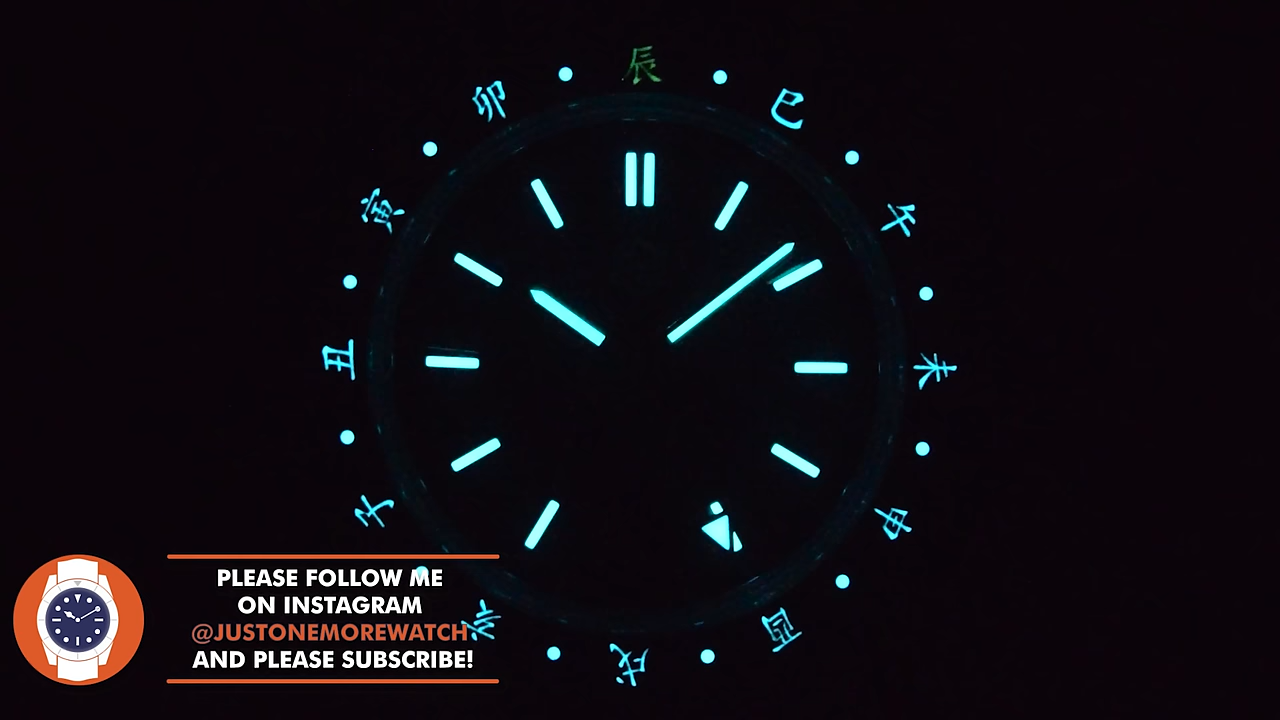 辰
巳
午
未
申
酉
戌
亥
子
丑
寅
卯
PLEASE FOLLOW ME
ON INSTAGRAM
@JUSTONEMOREWATCH
AND PLEASE SUBSCRIBE!